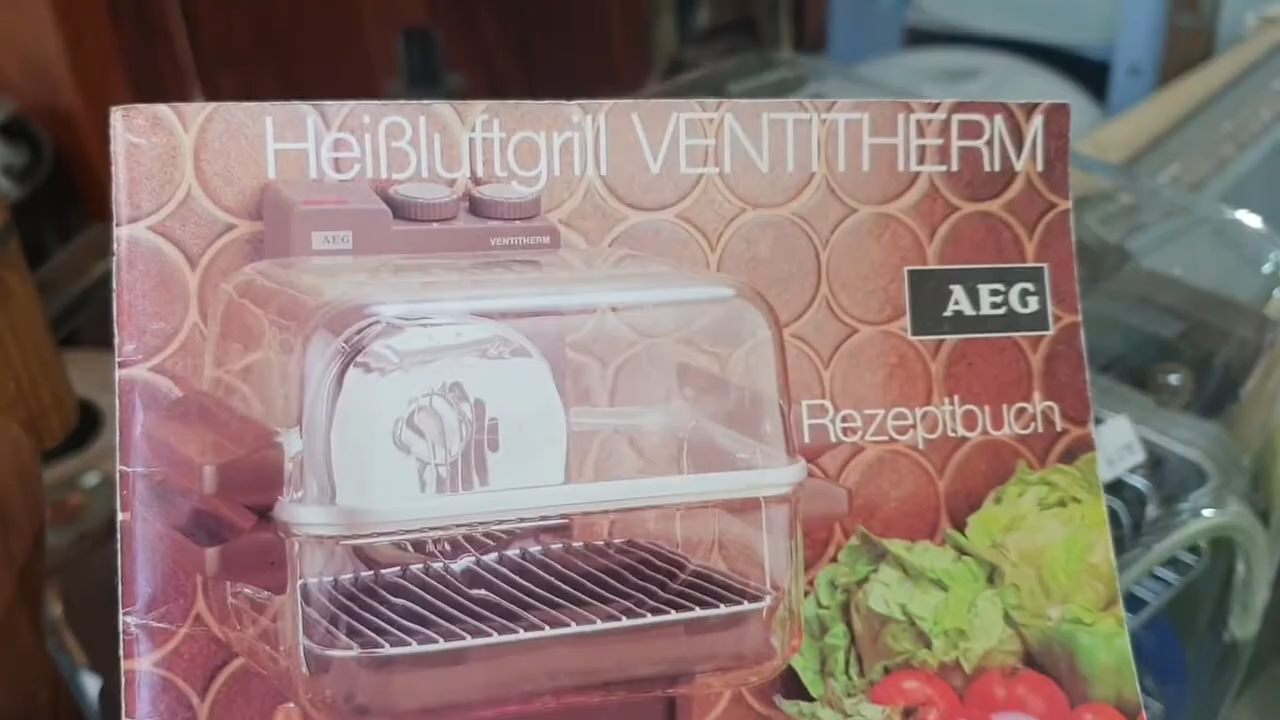 Heißluftgrill VENTITHERM
AEG
VENTITHERM
AEG
Rezeptbuch